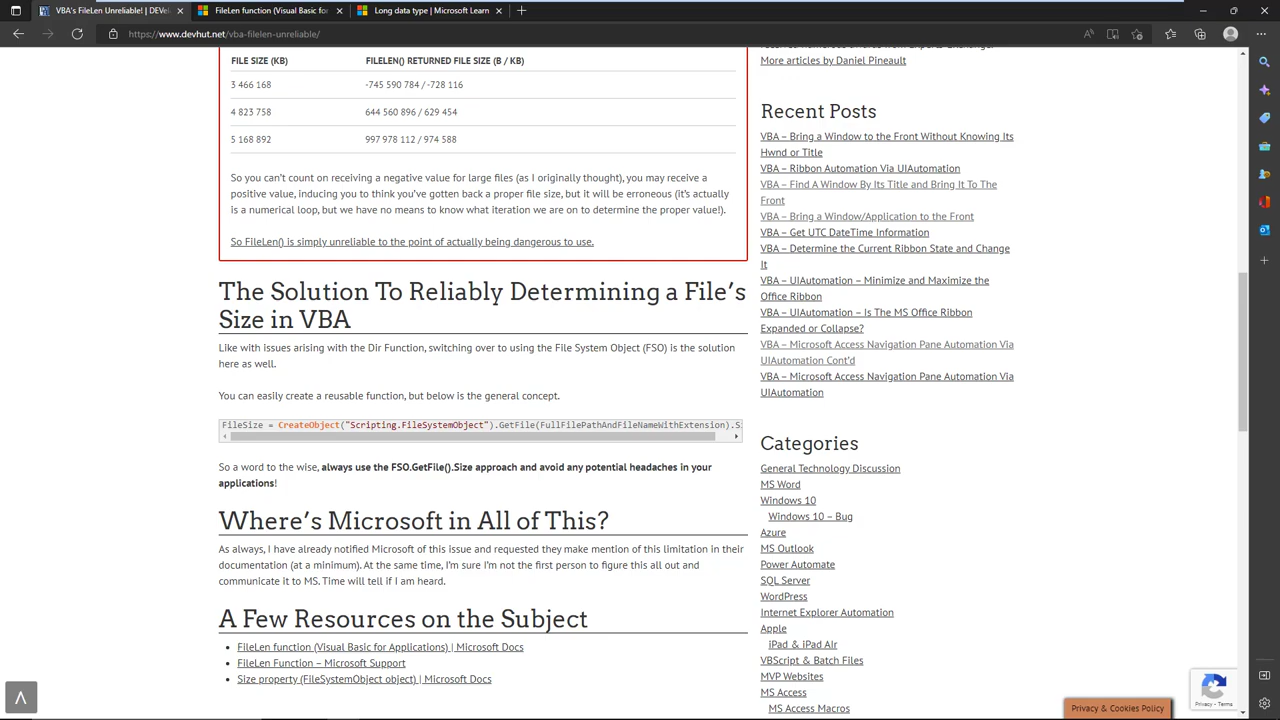 VBA's FileLen Unreliable! | DEVel
FileLen function (Visual Basic for
Long data type | Microsoft Learn
https://www.devhut.net/vba-filelen-unreliable/
FILE SIZE (KB) FILELEN() RETURNED FILE SIZE (B / KB)
3 466 168 -745 590 784 / -728 116
4 823 758 644 560 896 / 629 454
5 168 892 997 978 112 / 974 588
So you can't count on receiving a negative value for large files (as I originally thought), you may receive a
positive value, inducing you to think you've gotten back a proper file size, but it will be erroneous (it's actually
is a numerical loop, but we have no means to know what iteration we are on to determine the proper value!).
So FileLen() is simply unreliable to the point of actually being dangerous to use.
The Solution To Reliably Determining a File's
Size in VBA
Like with issues arising with the Dir Function, switching over to using the File System Object (FSO) is the solution
here as well.
You can easily create a reusable function, but below is the general concept.
FileSize = CreateObject("Scripting.FileSystemObject").GetFile(FullFilePathAndFileNameWithExtension).Si
So a word to the wise, always use the FSO.GetFile().Size approach and avoid any potential headaches in your
applications!
Where's Microsoft in All of This?
As always, I have already notified Microsoft of this issue and requested they make mention of this limitation in their
documentation (at a minimum). At the same time, I'm sure I'm not the first person to figure this all out and
communicate it to MS. Time will tell if I am heard.
A Few Resources on the Subject
• FileLen function (Visual Basic for Applications) | Microsoft Docs
• FileLen Function – Microsoft Support
• Size property (FileSystemObject object) | Microsoft Docs
More articles by Daniel Pineault
Recent Posts
VBA – Bring a Window to the Front Without Knowing Its
Hwnd or Title
VBA – Ribbon Automation Via UIAutomation
VBA – Find A Window By Its Title and Bring It To The
Front
VBA – Bring a Window/Application to the Front
VBA – Get UTC DateTime Information
VBA – Determine the Current Ribbon State and Change
It
VBA – UIAutomation – Minimize and Maximize the
Office Ribbon
VBA – UIAutomation – Is The MS Office Ribbon
Expanded or Collapse?
VBA – Microsoft Access Navigation Pane Automation Via
UIAutomation Cont'd
VBA – Microsoft Access Navigation Pane Automation Via
UIAutomation
Categories
General Technology Discussion
MS Word
Windows 10
Windows 10 – Bug
Azure
MS Outlook
Power Automate
SQL Server
WordPress
Internet Explorer Automation
Apple
iPad & iPad AIr
VBScript & Batch Files
MVP Websites
MS Access
MS Access Macros
Privacy - Terms
Privacy & Cookies Policy